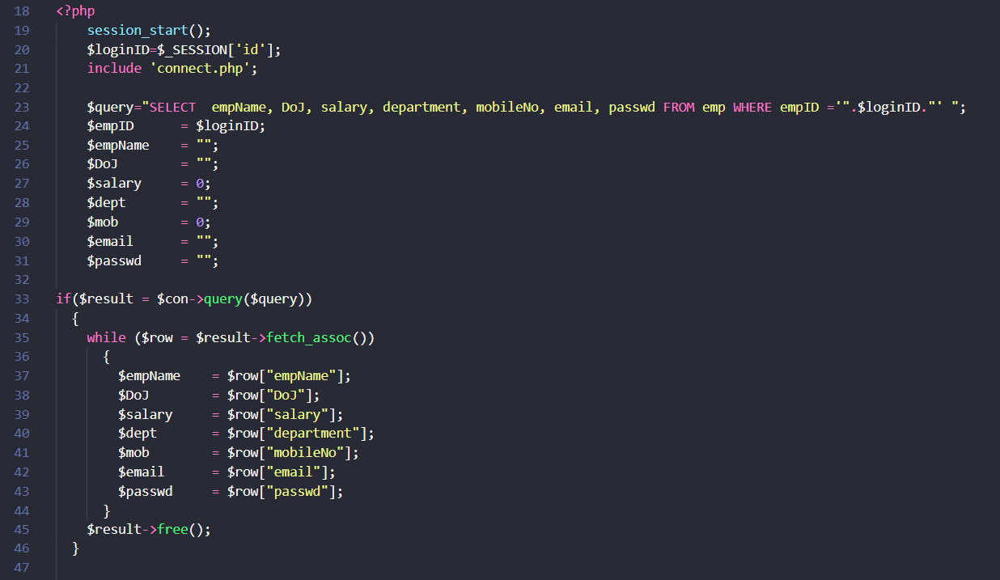 18 <?php
19 session_start();
20 $loginID=$_SESSION['id'];
21 include 'connect.php';
22
23 $query="SELECT  empName, DoJ, salary, department, mobileNo, email, passwd FROM emp WHERE empID ='".$loginID."' ";
24 $empID      = $loginID;
25 $empName    = "";
26 $DoJ        = "";
27 $salary     = 0;
28 $dept       = "";
29 $mob        = 0;
30 $email      = "";
31 $passwd     = "";
32
33 if($result = $con->query($query))
34 {
35 while ($row = $result->fetch_assoc())
36 {
37 $empName    = $row["empName"];
38 $DoJ        = $row["DoJ"];
39 $salary     = $row["salary"];
40 $dept       = $row["department"];
41 $mob        = $row["mobileNo"];
42 $email      = $row["email"];
43 $passwd     = $row["passwd"];
44 }
45 $result->free();
46 }
47